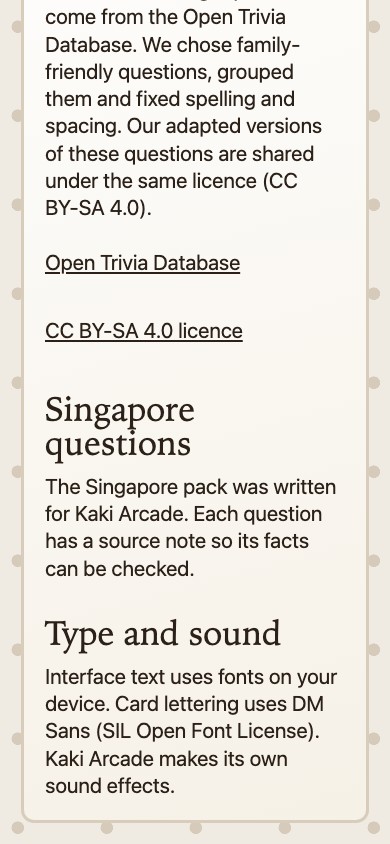 come from the Open Trivia
Database. We chose family-
friendly questions, grouped
them and fixed spelling and
spacing. Our adapted versions
of these questions are shared
under the same licence (CC
BY-SA 4.0).
Open Trivia Database
CC BY-SA 4.0 licence
Singapore
questions
The Singapore pack was written
for Kaki Arcade. Each question
has a source note so its facts
can be checked.
Type and sound
Interface text uses fonts on your
device. Card lettering uses DM
Sans (SIL Open Font License).
Kaki Arcade makes its own
sound effects.